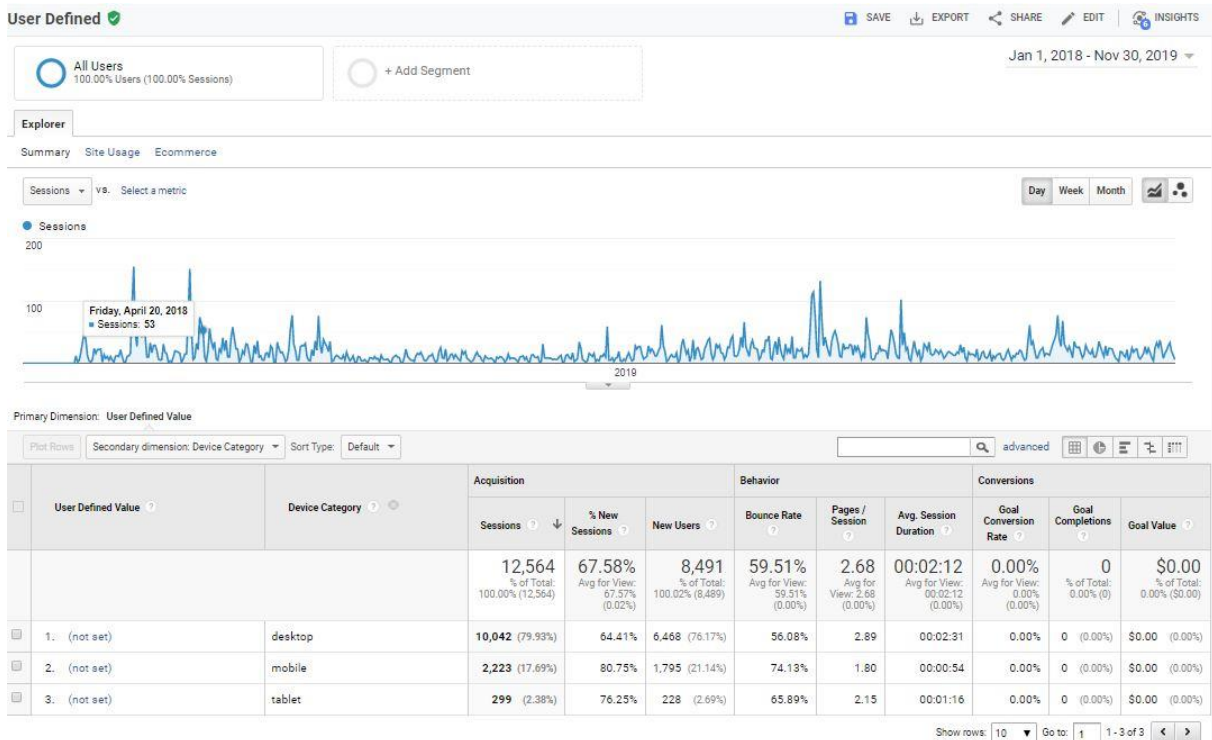 User Defined
SAVE EXPORT SHARE EDIT INSIGHTS
6
All Users
100.00% Users (100.00% Sessions)
+ Add Segment
Jan 1, 2018 - Nov 30, 2019
Explorer
Summary Site Usage Ecommerce
Sessions VS. Select a metric
Day Week Month
Sessions
200
100
Friday, April 20, 2018
Sessions: 53
2019
Primary Dimension: User Defined Value
Plot Rows Secondary dimension: Device Category Sort Type: Default advanced
User Defined Value ? Device Category ? Acquisition Behavior Conversions
Sessions ? % New Sessions ? New Users ? Bounce Rate ? Pages / Session ? Avg. Session Duration ? Goal Conversion Rate ? Goal Completions ? Goal Value ?
12,564 67.58% 8,491 59.51% 2.68 00:02:12 0.00% 0 $0.00
% of Total: 100.00% (12,564) Avg for View: 67.57% (0.02%) % of Total: 100.02% (8,489) Avg for View: 59.51% (0.00%) Avg for View: 2.68 (0.00%) Avg for View: 00:02:12 (0.00%) Avg for View: 0.00% (0.00%) % of Total: 0.00% (0) % of Total: 0.00% ($0.00)
1. (not set) desktop 10,042 (79.93%) 64.41% 6,468 (76.17%) 56.08% 2.89 00:02:31 0.00% 0 (0.00%) $0.00 (0.00%)
2. (not set) mobile 2,223 (17.69%) 80.75% 1,795 (21.14%) 74.13% 1.80 00:00:54 0.00% 0 (0.00%) $0.00 (0.00%)
3. (not set) tablet 299 (2.38%) 76.25% 228 (2.69%) 65.89% 2.15 00:01:16 0.00% 0 (0.00%) $0.00 (0.00%)
Show rows: 10 Go to: 1 1 - 3 of 3